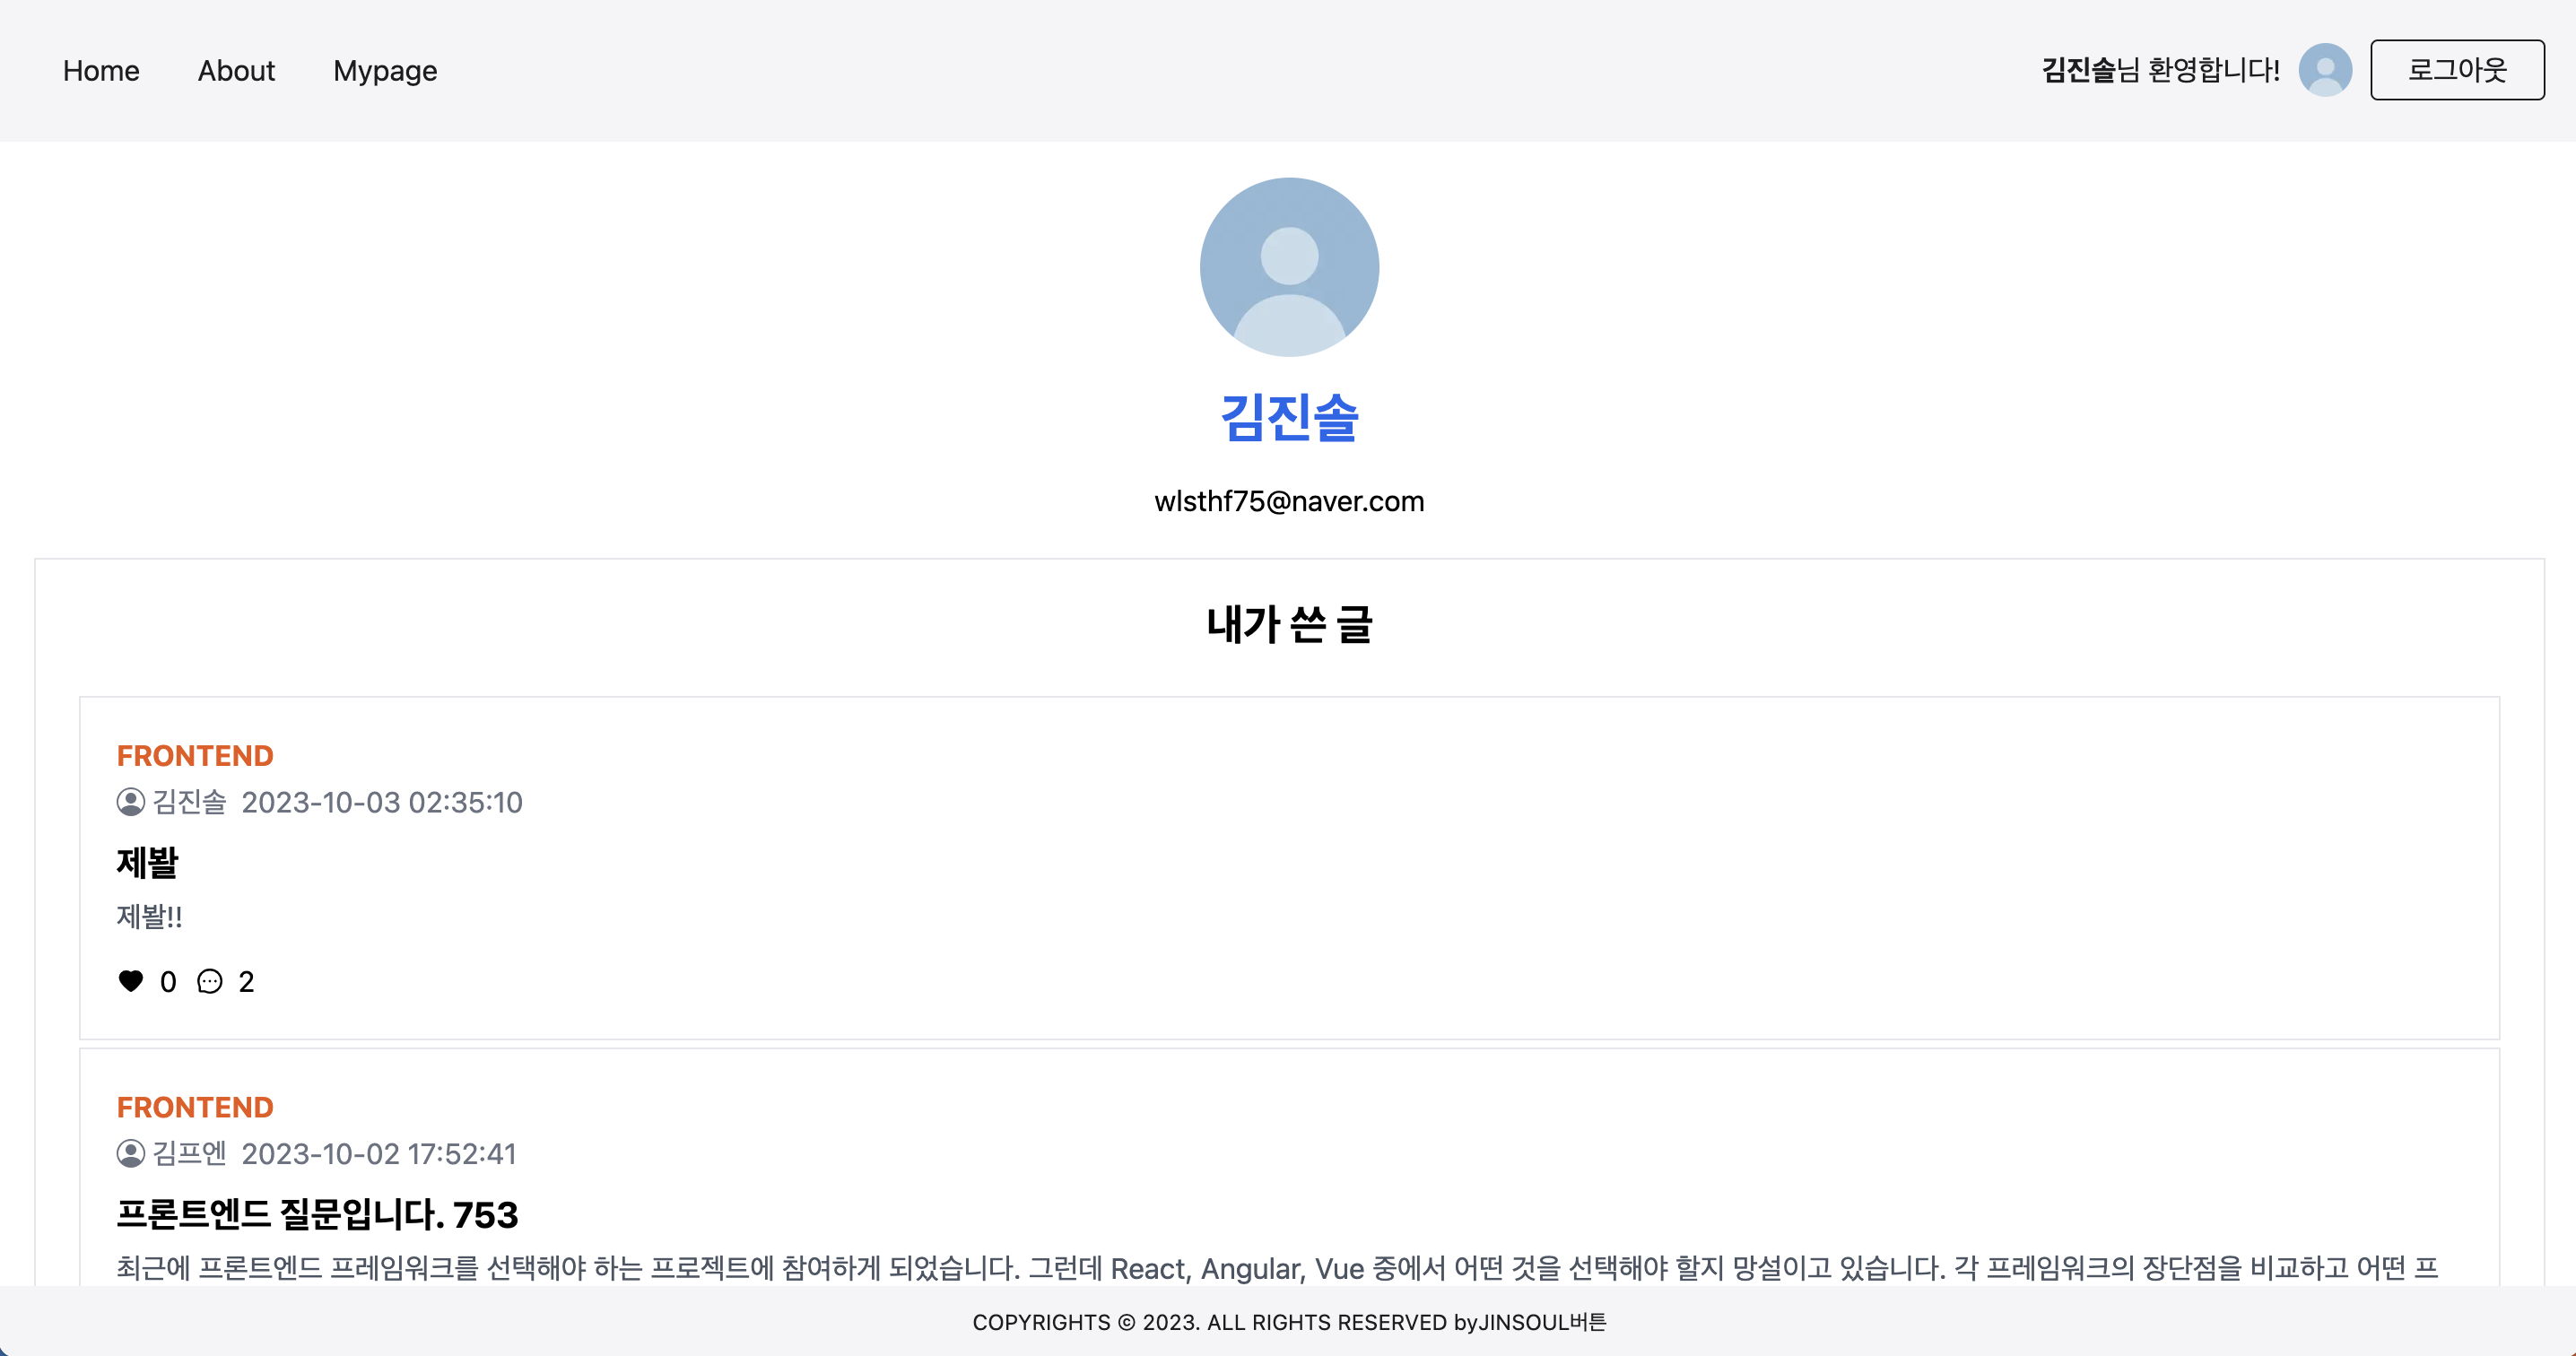 Home About Mypage 김진솔님 환영합니다! 로그아웃
김진솔
wlsthf75@naver.com
내가 쓴 글
FRONTEND
김진솔 2023-10-03 02:35:10
제봘
제봘!!
0 2
FRONTEND
김프엔 2023-10-02 17:52:41
프론트엔드 질문입니다. 753
최근에 프론트엔드 프레임워크를 선택해야 하는 프로젝트에 참여하게 되었습니다. 그런데 React, Angular, Vue 중에서 어떤 것을 선택해야 할지 망설이고 있습니다. 각 프레임워크의 장단점을 비교하고 어떤 프
COPYRIGHTS © 2023. ALL RIGHTS RESERVED byJINSOUL버튼